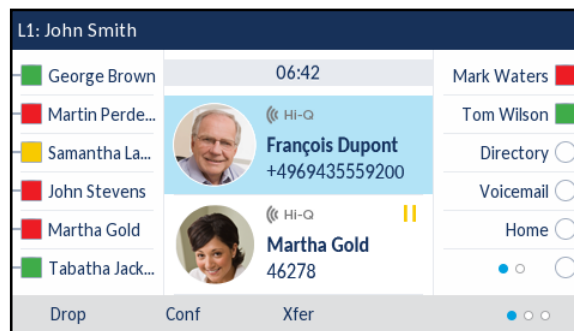 L1: John Smith
George Brown
Martin Perde...
Samantha La...
John Stevens
Martha Gold
Tabatha Jack...
06:42
Hi-Q
François Dupont
+4969435559200
Hi-Q
Martha Gold
46278
Mark Waters
Tom Wilson
Directory
Voicemail
Home
Drop Conf Xfer